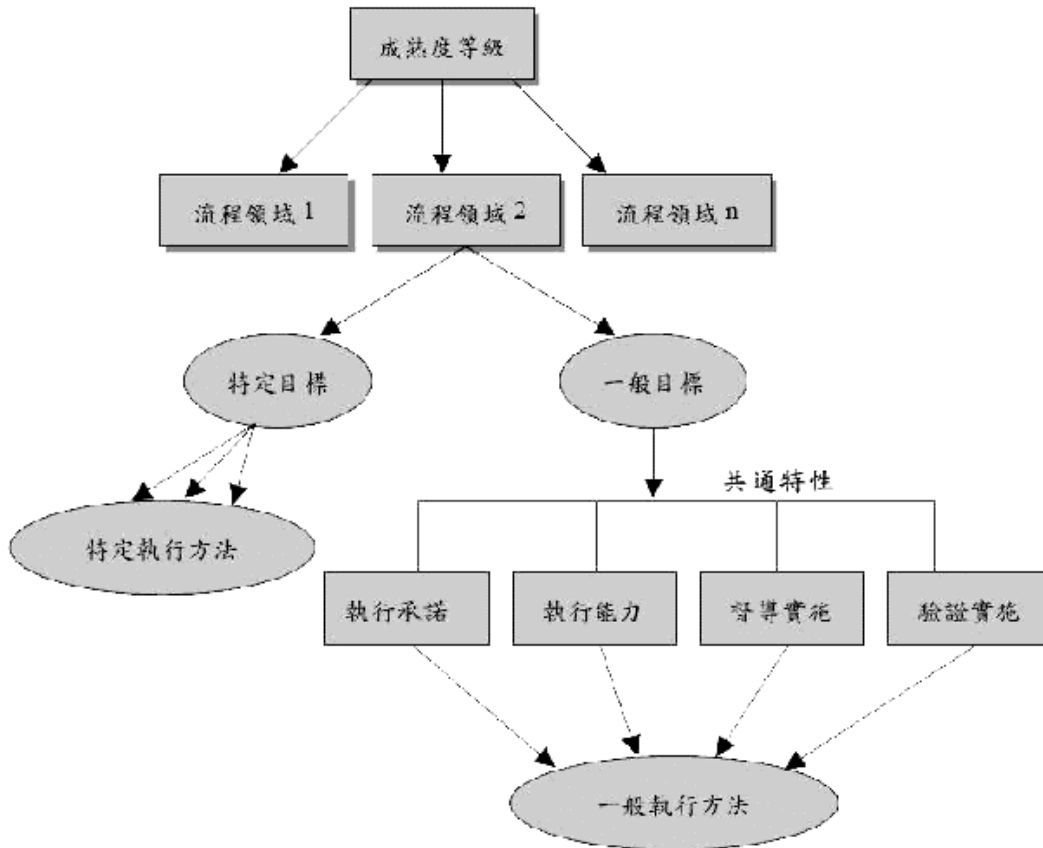 成熟度等級
流程領域 1
流程領域 2
流程領域 n
特定目標
一般目標
共通特性
特定執行方法
執行承諾
執行能力
督導實施
驗證實施
一般執行方法